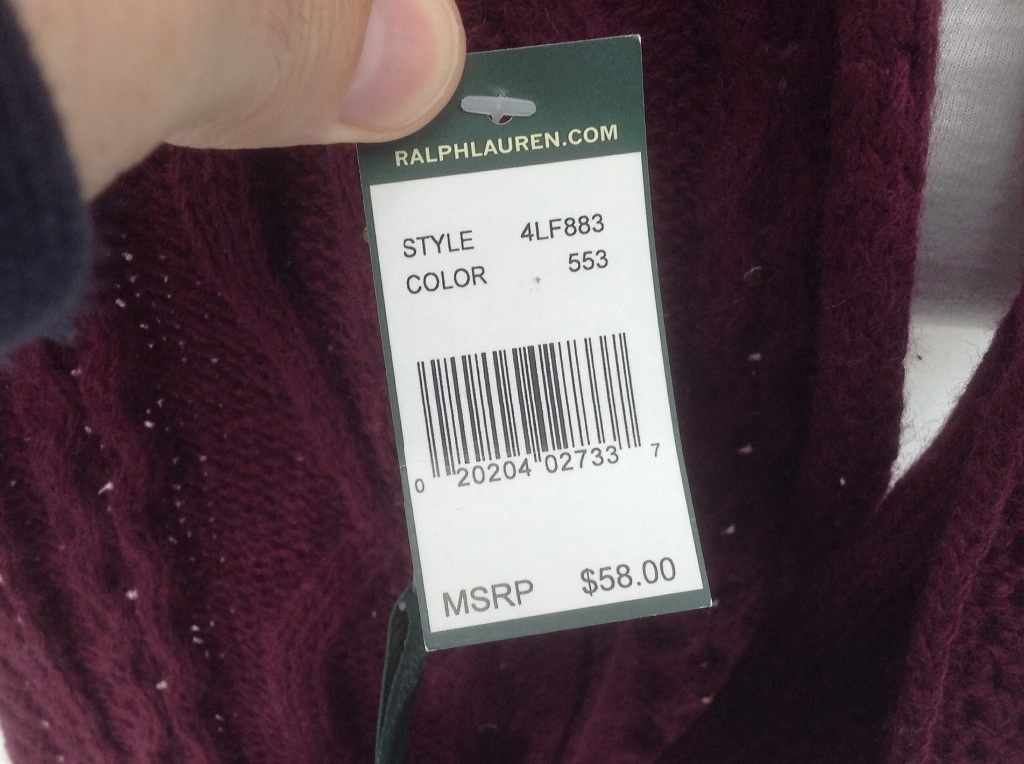 RALPHLAUREN.COM
STYLE 4LF883
COLOR 553
0 20204 02733 7
MSRP $58.00